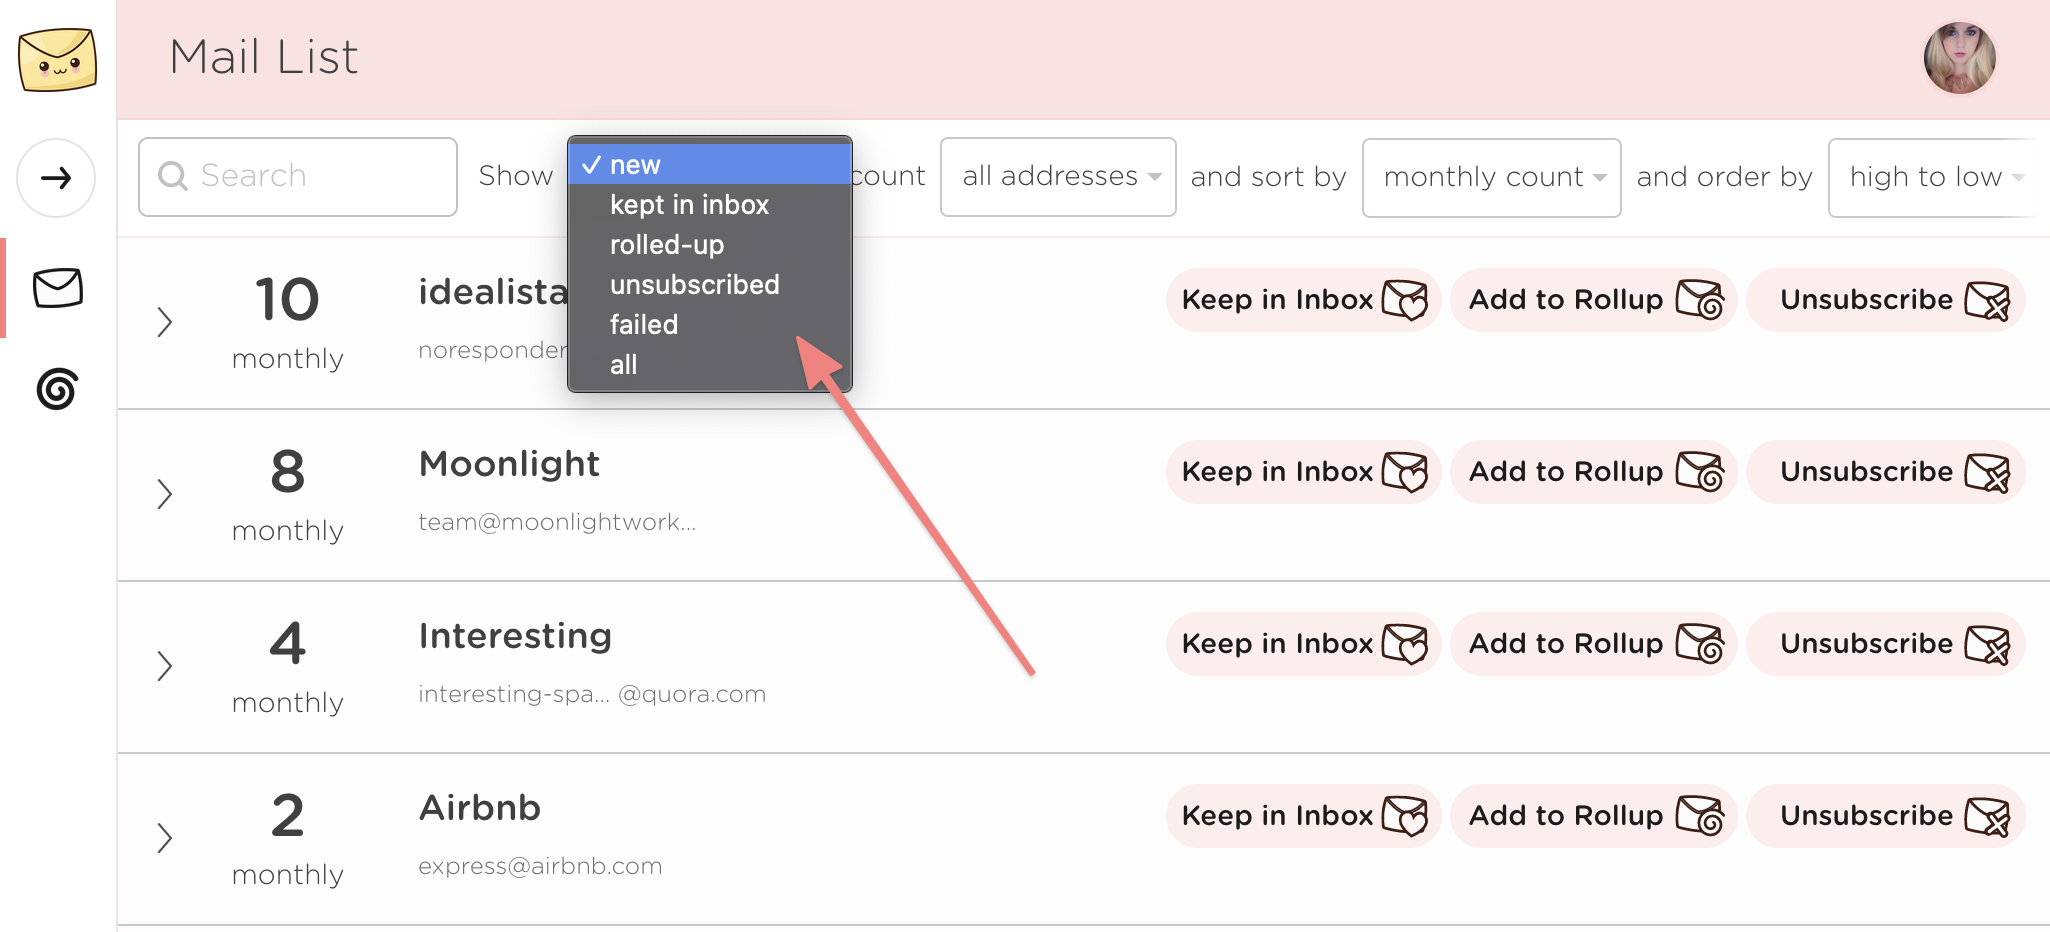 Mail List
Search
Show
new
kept in inbox
rolled-up
unsubscribed
failed
all
count
all addresses
and sort by
monthly count
and order by
high to low
10
monthly
idealista
noresponder
Keep in Inbox
Add to Rollup
Unsubscribe
8
monthly
Moonlight
team@moonlightwork...
Keep in Inbox
Add to Rollup
Unsubscribe
4
monthly
Interesting
interesting-spa... @quora.com
Keep in Inbox
Add to Rollup
Unsubscribe
2
monthly
Airbnb
express@airbnb.com
Keep in Inbox
Add to Rollup
Unsubscribe